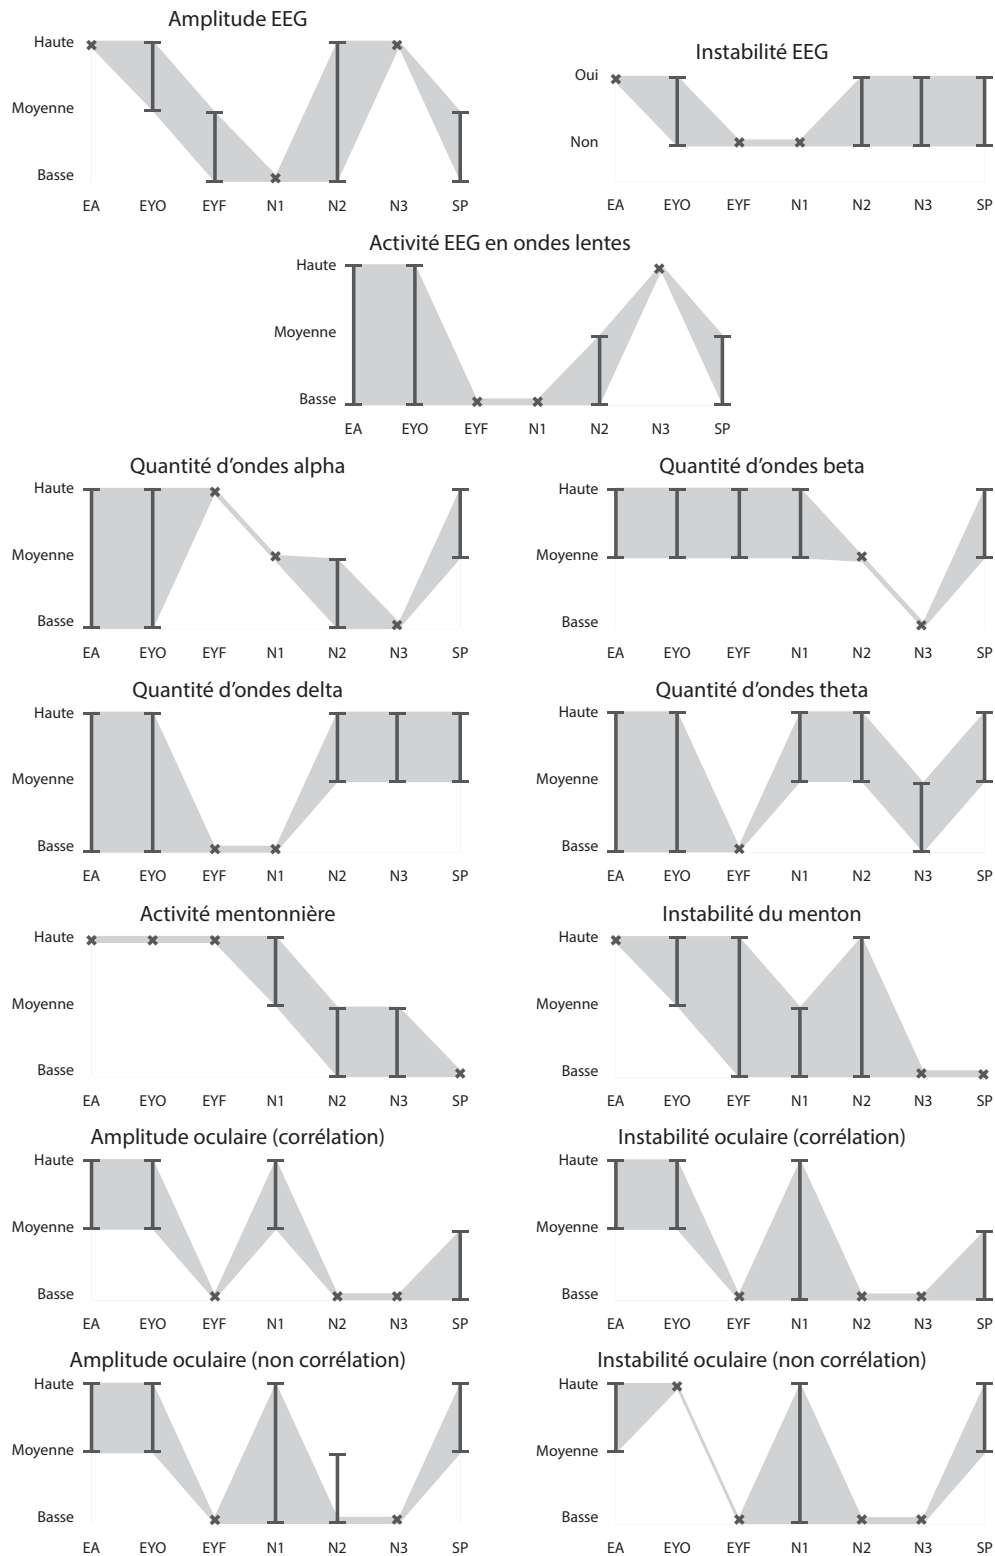 Amplitude EEG
Haute
Moyenne
Basse
EA EYO EYF N1 N2 N3 SP
Instabilité EEG
Oui
Non
EA EYO EYF N1 N2 N3 SP
Activité EEG en ondes lentes
Haute
Moyenne
Basse
EA EYO EYF N1 N2 N3 SP
Quantité d'ondes alpha
Haute
Moyenne
Basse
EA EYO EYF N1 N2 N3 SP
Quantité d'ondes beta
Haute
Moyenne
Basse
EA EYO EYF N1 N2 N3 SP
Quantité d'ondes delta
Haute
Moyenne
Basse
EA EYO EYF N1 N2 N3 SP
Quantité d'ondes theta
Haute
Moyenne
Basse
EA EYO EYF N1 N2 N3 SP
Activité mentonnière
Haute
Moyenne
Basse
EA EYO EYF N1 N2 N3 SP
Instabilité du menton
Haute
Moyenne
Basse
EA EYO EYF N1 N2 N3 SP
Amplitude oculaire (corrélation)
Haute
Moyenne
Basse
EA EYO EYF N1 N2 N3 SP
Instabilité oculaire (corrélation)
Haute
Moyenne
Basse
EA EYO EYF N1 N2 N3 SP
Amplitude oculaire (non corrélation)
Haute
Moyenne
Basse
EA EYO EYF N1 N2 N3 SP
Instabilité oculaire (non corrélation)
Haute
Moyenne
Basse
EA EYO EYF N1 N2 N3 SP